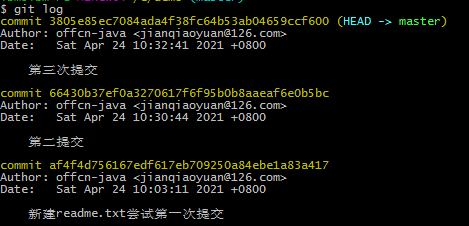 $ git log
commit 3805e85ec7084ada4f38fc64b53ab04659ccf600 (HEAD -> master)
Author: offcn-java <jianqiaoyuan@126.com>
Date:   Sat Apr 24 10:32:41 2021 +0800
第三次提交
commit 66430b37ef0a3270617f6f95b0b8aaeaf6e0b5bc
Author: offcn-java <jianqiaoyuan@126.com>
Date:   Sat Apr 24 10:30:44 2021 +0800
第二提交
commit af4f4d756167edf617eb709250a84ebe1a83a417
Author: offcn-java <jianqiaoyuan@126.com>
Date:   Sat Apr 24 10:03:11 2021 +0800
新建readme.txt尝试第一次提交